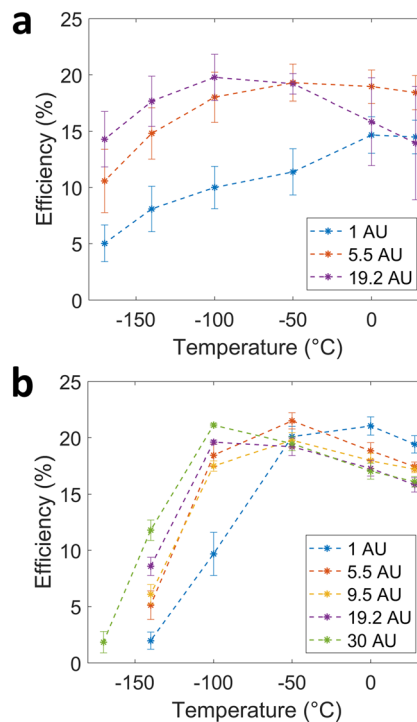 a
25
20
15
10
5
0
Efficiency (%)
-150 -100 -50 0
Temperature (°C)
1 AU
5.5 AU
19.2 AU
b
25
20
15
10
5
0
Efficiency (%)
-150 -100 -50 0
Temperature (°C)
1 AU
5.5 AU
9.5 AU
19.2 AU
30 AU